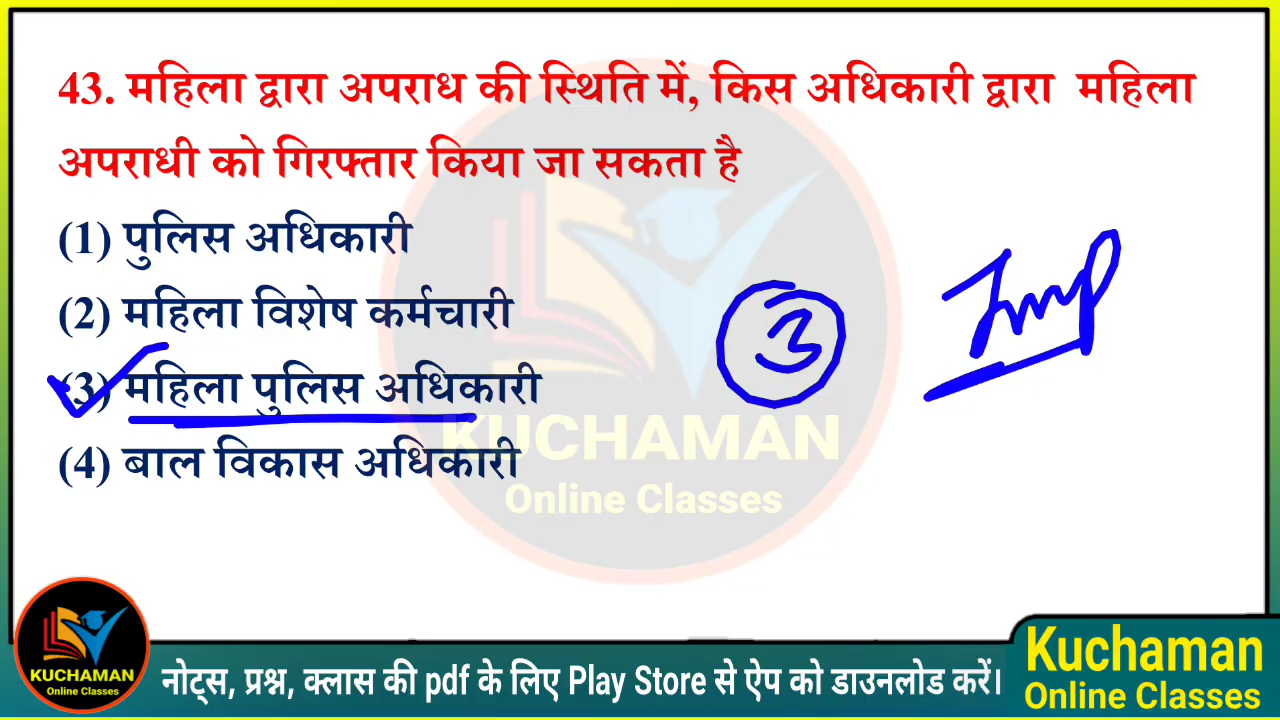 43. महिला द्वारा अपराध की स्थिति में, किस अधिकारी द्वारा महिला
अपराधी को गिरफ्तार किया जा सकता है
(1) पुलिस अधिकारी
(2) महिला विशेष कर्मचारी
(3) महिला पुलिस अधिकारी
(4) बाल विकास अधिकारी
3
Imp
KUCHAMAN
Online Classes
KUCHAMAN
Online Classes
नोट्स, प्रश्न, क्लास की pdf के लिए Play Store से ऐप को डाउनलोड करें।
Kuchaman
Online Classes